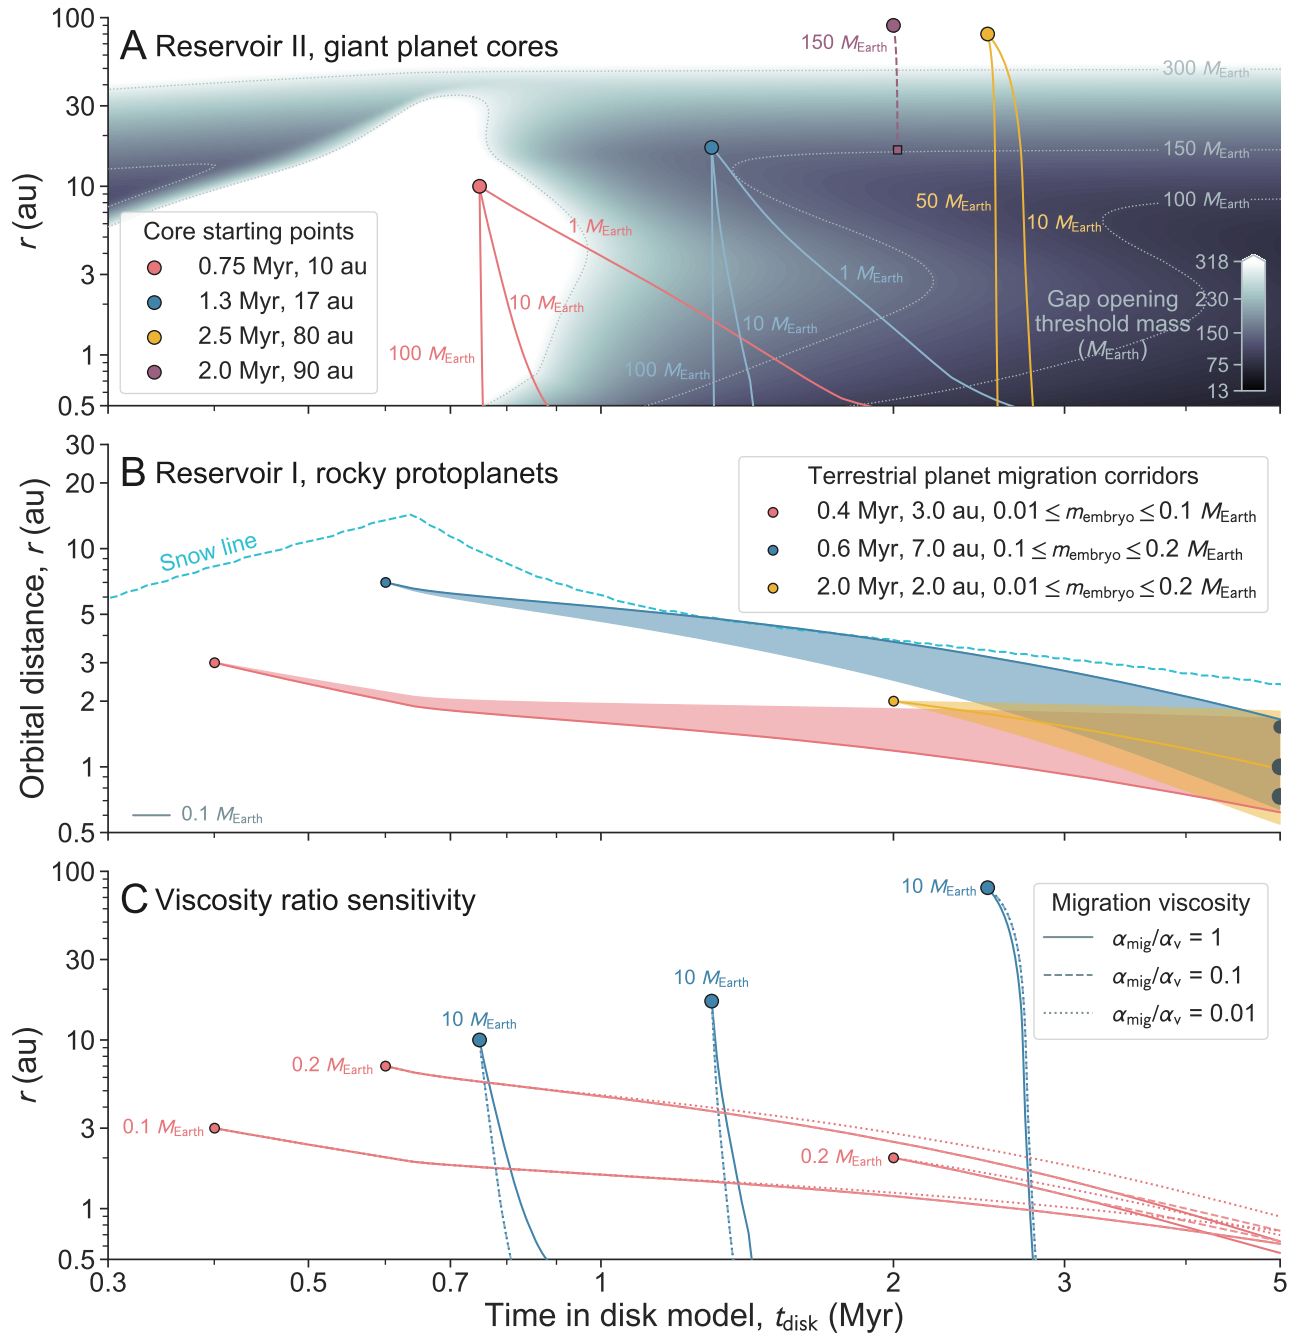 A Reservoir II, giant planet cores
100
30
10
3
1
0.5
r (au)
150 M_Earth
300 M_Earth
150 M_Earth
100 M_Earth
50 M_Earth
10 M_Earth
1 M_Earth
10 M_Earth
100 M_Earth
1 M_Earth
10 M_Earth
100 M_Earth
Core starting points
0.75 Myr, 10 au
1.3 Myr, 17 au
2.5 Myr, 80 au
2.0 Myr, 90 au
Gap opening
threshold mass
(M_Earth)
318
230
150
75
13
B Reservoir I, rocky protoplanets
30
20
10
5
3
2
1
0.5
Orbital distance, r (au)
Snow line
Terrestrial planet migration corridors
0.4 Myr, 3.0 au, 0.01 ≤ m_embryo ≤ 0.1 M_Earth
0.6 Myr, 7.0 au, 0.1 ≤ m_embryo ≤ 0.2 M_Earth
2.0 Myr, 2.0 au, 0.01 ≤ m_embryo ≤ 0.2 M_Earth
0.1 M_Earth
C Viscosity ratio sensitivity
100
30
10
3
1
0.5
r (au)
10 M_Earth
10 M_Earth
10 M_Earth
0.2 M_Earth
0.1 M_Earth
0.2 M_Earth
Migration viscosity
α_mig/α_v = 1
α_mig/α_v = 0.1
α_mig/α_v = 0.01
0.3 0.5 0.7 1 2 3 5
Time in disk model, t_disk (Myr)